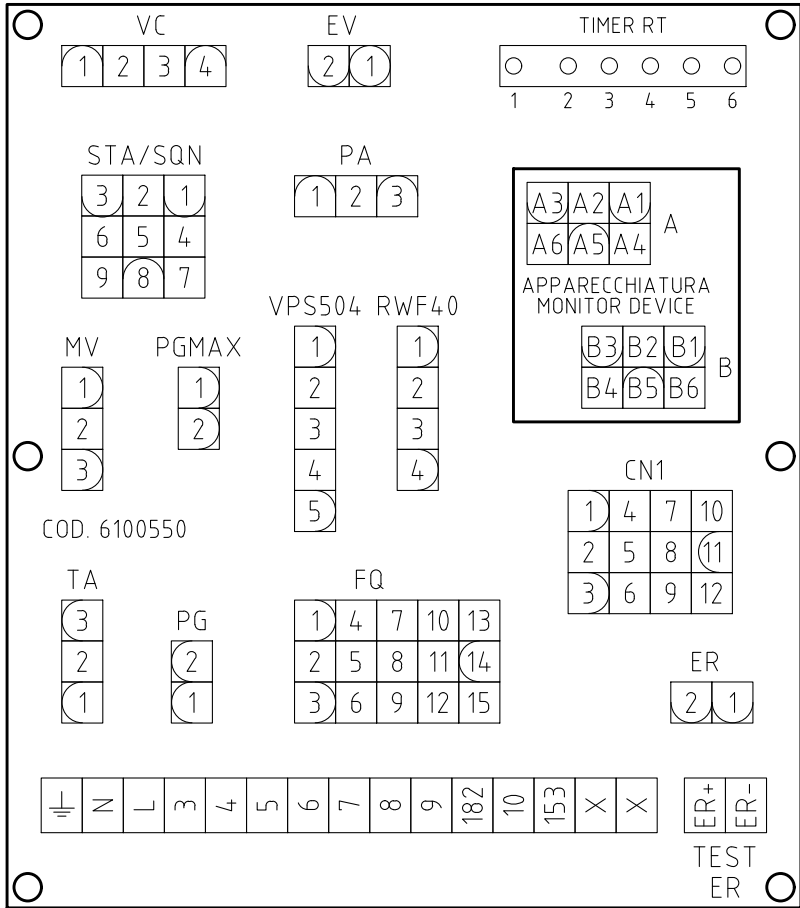 VC EV TIMER RT
1 2 3 4 2 1
1 2 3 4 5 6
STA/SQN PA
3 2 1 1 2 3
6 5 4
9 8 7
A3 A2 A1
A6 A5 A4
A
APPARECCHIATURA
MONITOR DEVICE
B3 B2 B1
B4 B5 B6
B
MV PGMAX VPS504 RWF40
1 1 1 1
2 2 2 2
3 3 3
4 4
5
CN1
1 4 7 10
2 5 8 11
3 6 9 12
COD. 6100550
TA PG FQ
3 2 1 4 7 10 13
2 1 2 5 8 11 14
1 3 6 9 12 15
ER
2 1
N L 3 4 5 6 7 8 9 182 10 153 X X ER+ ER-
TEST
ER